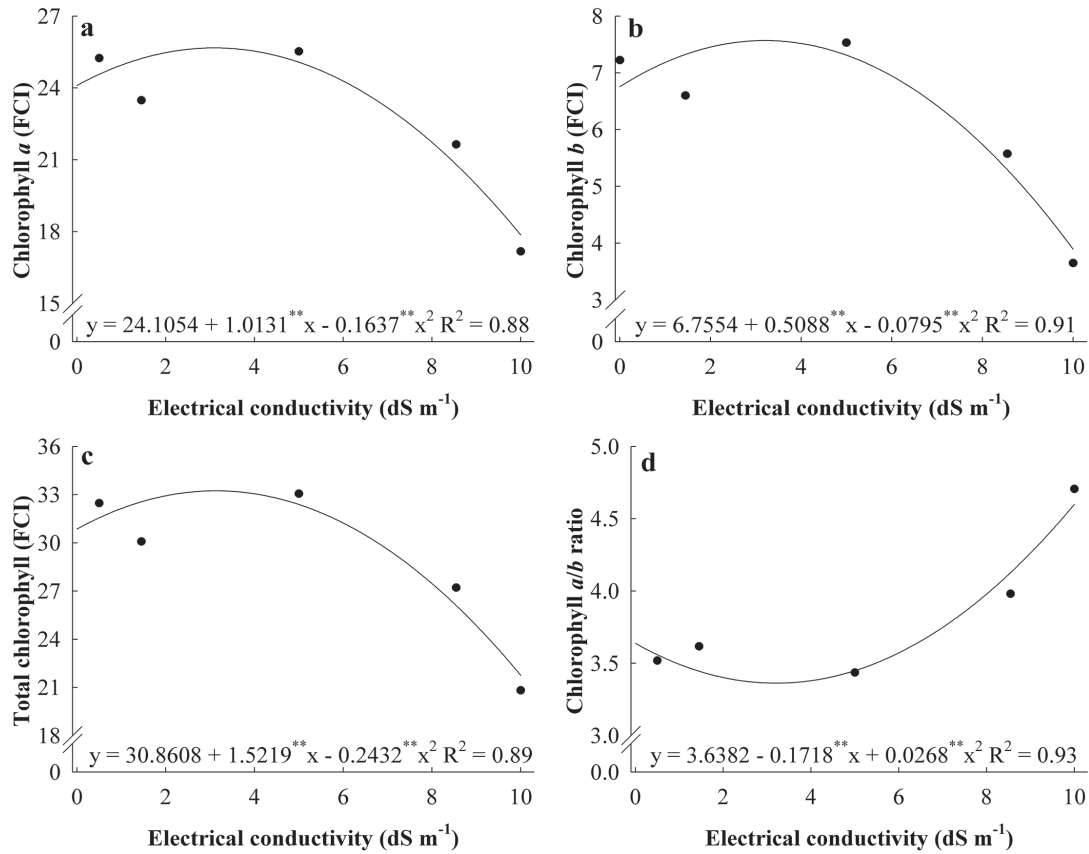 a
Chlorophyll a (FCI)
27
24
21
18
15
0
y = 24.1054 + 1.0131**x - 0.1637**x² R² = 0.88
0 2 4 6 8 10
Electrical conductivity (dS m⁻¹)
b
Chlorophyll b (FCI)
8
7
6
5
4
3
0
y = 6.7554 + 0.5088**x - 0.0795**x² R² = 0.91
0 2 4 6 8 10
Electrical conductivity (dS m⁻¹)
c
Total chlorophyll (FCI)
36
33
30
27
24
21
18
0
y = 30.8608 + 1.5219**x - 0.2432**x² R² = 0.89
0 2 4 6 8 10
Electrical conductivity (dS m⁻¹)
d
Chlorophyll a/b ratio
5.0
4.5
4.0
3.5
3.0
0.0
y = 3.6382 - 0.1718**x + 0.0268**x² R² = 0.93
0 2 4 6 8 10
Electrical conductivity (dS m⁻¹)